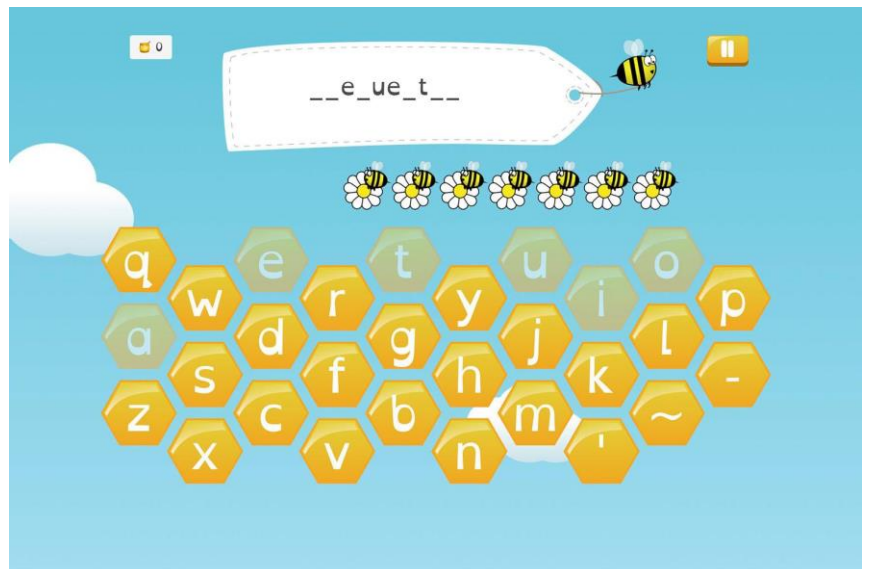 0
__e_ue_t__
q e t u o
w r y i p
a d g j l
s f h k -
z c b m ~
x v n '